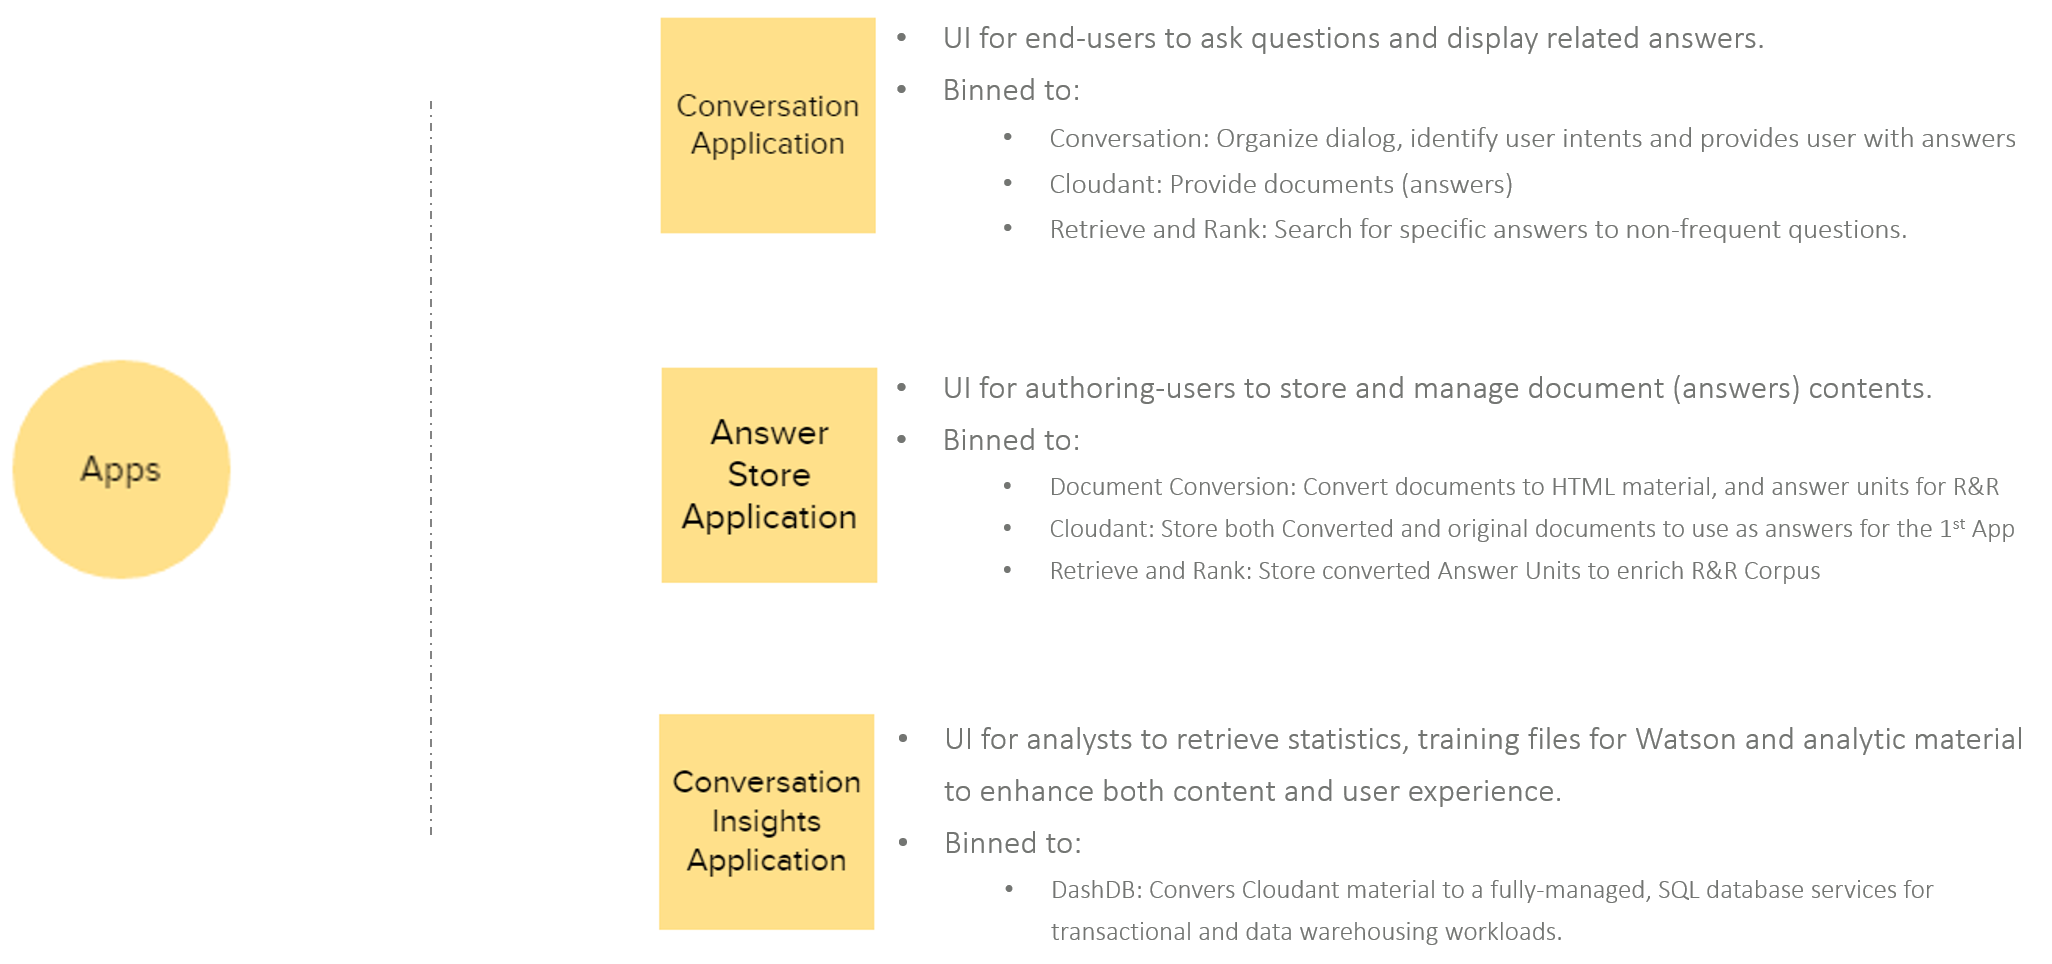 Apps
Conversation
Application
• UI for end-users to ask questions and display related answers.
• Binned to:
• Conversation: Organize dialog, identify user intents and provides user with answers
• Cloudant: Provide documents (answers)
• Retrieve and Rank: Search for specific answers to non-frequent questions.
Answer
Store
Application
• UI for authoring-users to store and manage document (answers) contents.
• Binned to:
• Document Conversion: Convert documents to HTML material, and answer units for R&R
• Cloudant: Store both Converted and original documents to use as answers for the 1st App
• Retrieve and Rank: Store converted Answer Units to enrich R&R Corpus
Conversation
Insights
Application
• UI for analysts to retrieve statistics, training files for Watson and analytic material
to enhance both content and user experience.
• Binned to:
• DashDB: Convers Cloudant material to a fully-managed, SQL database services for
transactional and data warehousing workloads.